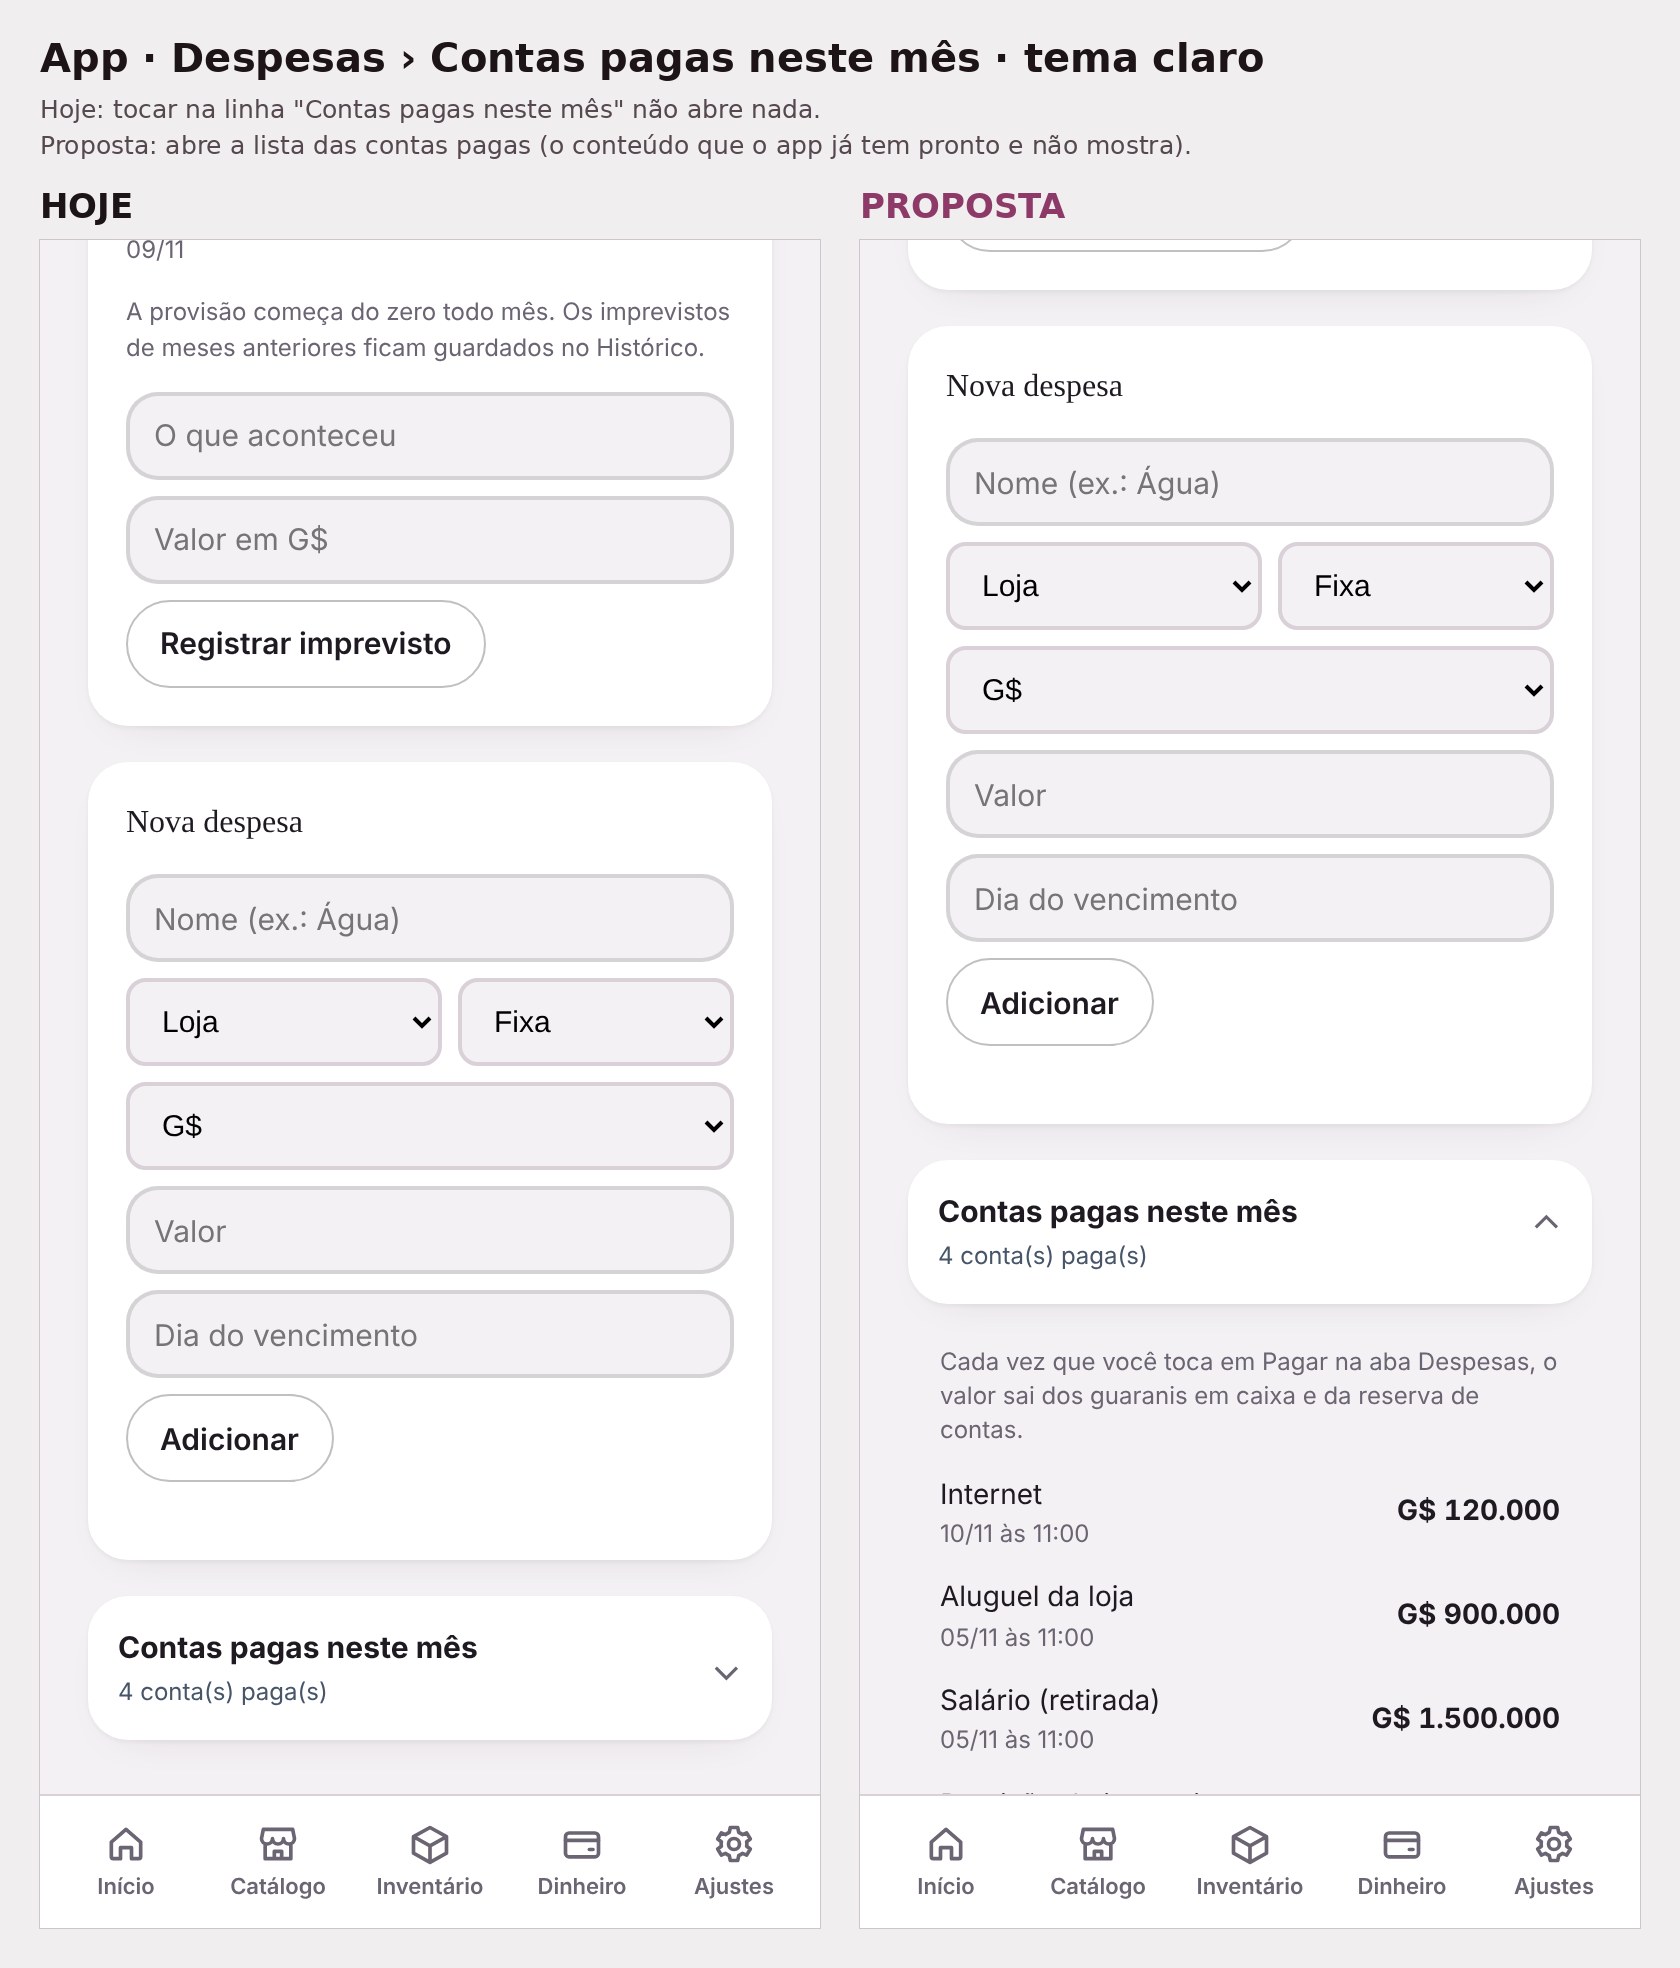 App · Despesas › Contas pagas neste mês · tema claro
Hoje: tocar na linha "Contas pagas neste mês" não abre nada.
Proposta: abre a lista das contas pagas (o conteúdo que o app já tem pronto e não mostra).
HOJE
09/11
A provisão começa do zero todo mês. Os imprevistos
de meses anteriores ficam guardados no Histórico.
O que aconteceu
Valor em G$
Registrar imprevisto
Nova despesa
Nome (ex.: Água)
Loja
Fixa
G$
Valor
Dia do vencimento
Adicionar
Contas pagas neste mês
4 conta(s) paga(s)
Início
Catálogo
Inventário
Dinheiro
Ajustes
PROPOSTA
Nova despesa
Nome (ex.: Água)
Loja
Fixa
G$
Valor
Dia do vencimento
Adicionar
Contas pagas neste mês
4 conta(s) paga(s)
Cada vez que você toca em Pagar na aba Despesas, o
valor sai dos guaranis em caixa e da reserva de
contas.
Internet
10/11 às 11:00
G$ 120.000
Aluguel da loja
05/11 às 11:00
G$ 900.000
Salário (retirada)
05/11 às 11:00
G$ 1.500.000
Início
Catálogo
Inventário
Dinheiro
Ajustes